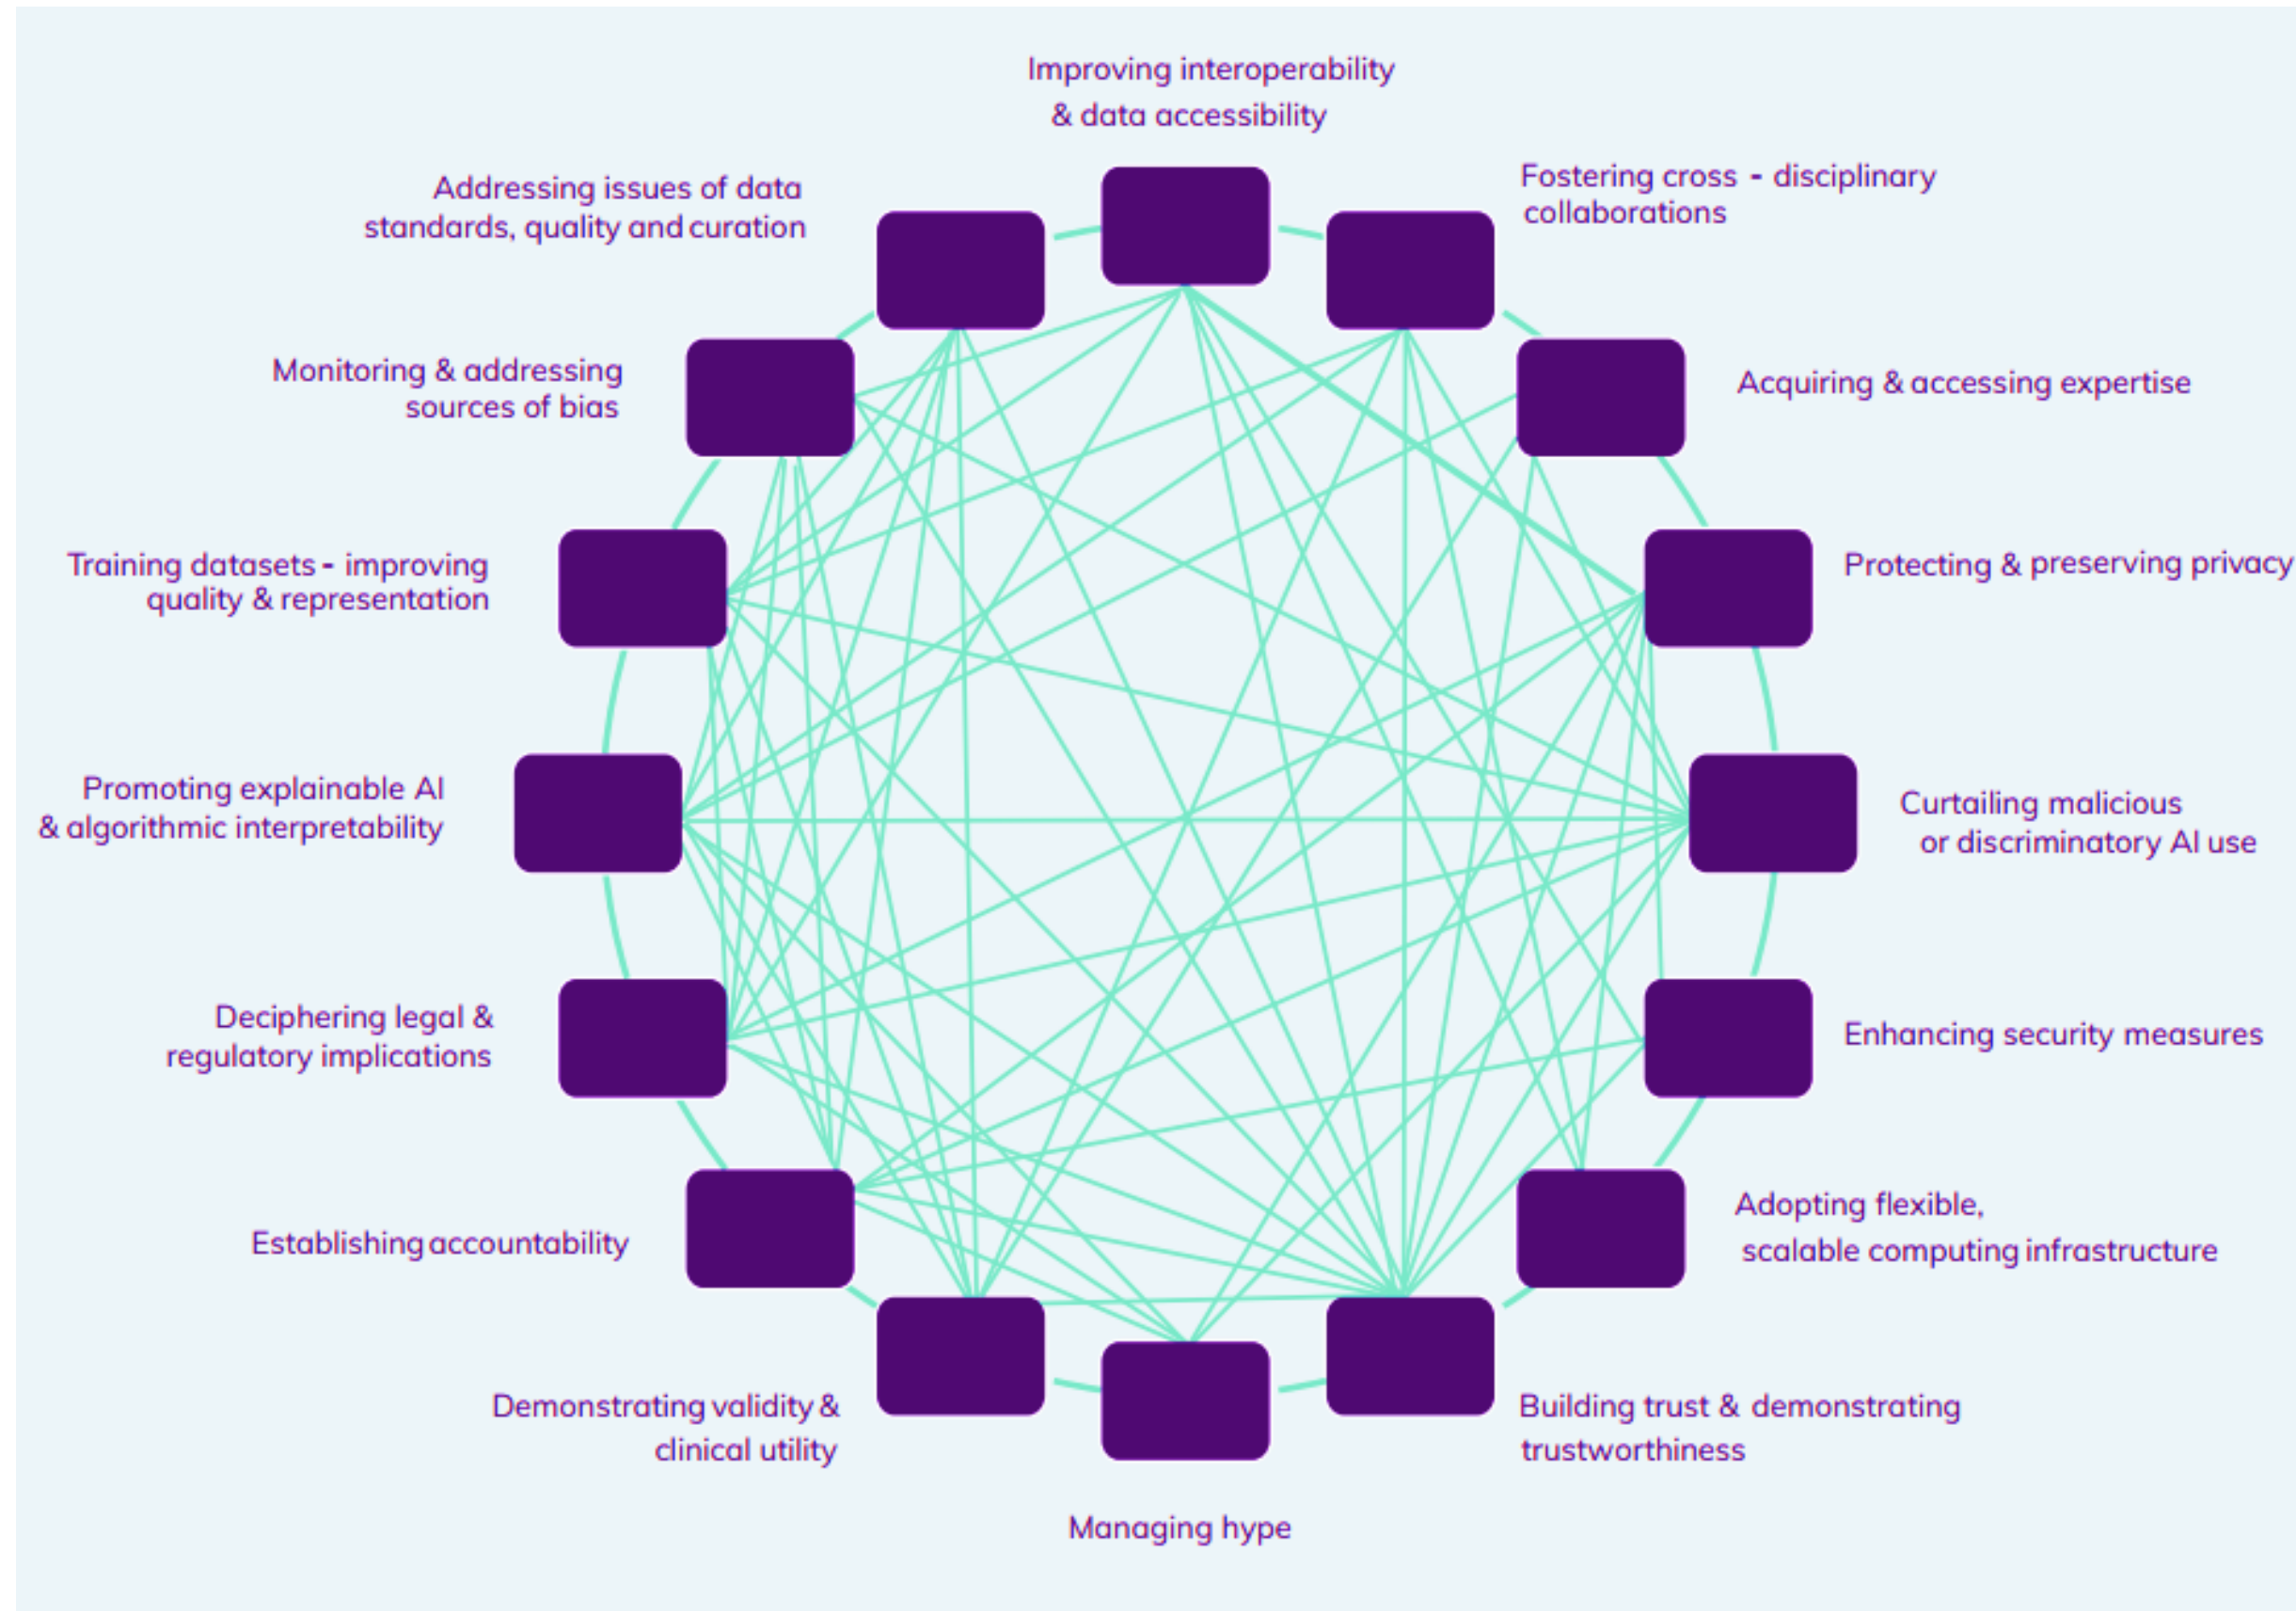 Improving interoperability
& data accessibility
Fostering cross - disciplinary
collaborations
Addressing issues of data
standards, quality and curation
Acquiring & accessing expertise
Monitoring & addressing
sources of bias
Protecting & preserving privacy
Training datasets - improving
quality & representation
Curtailing malicious
or discriminatory AI use
Promoting explainable AI
& algorithmic interpretability
Enhancing security measures
Deciphering legal &
regulatory implications
Adopting flexible,
scalable computing infrastructure
Establishing accountability
Building trust & demonstrating
trustworthiness
Demonstrating validity &
clinical utility
Managing hype